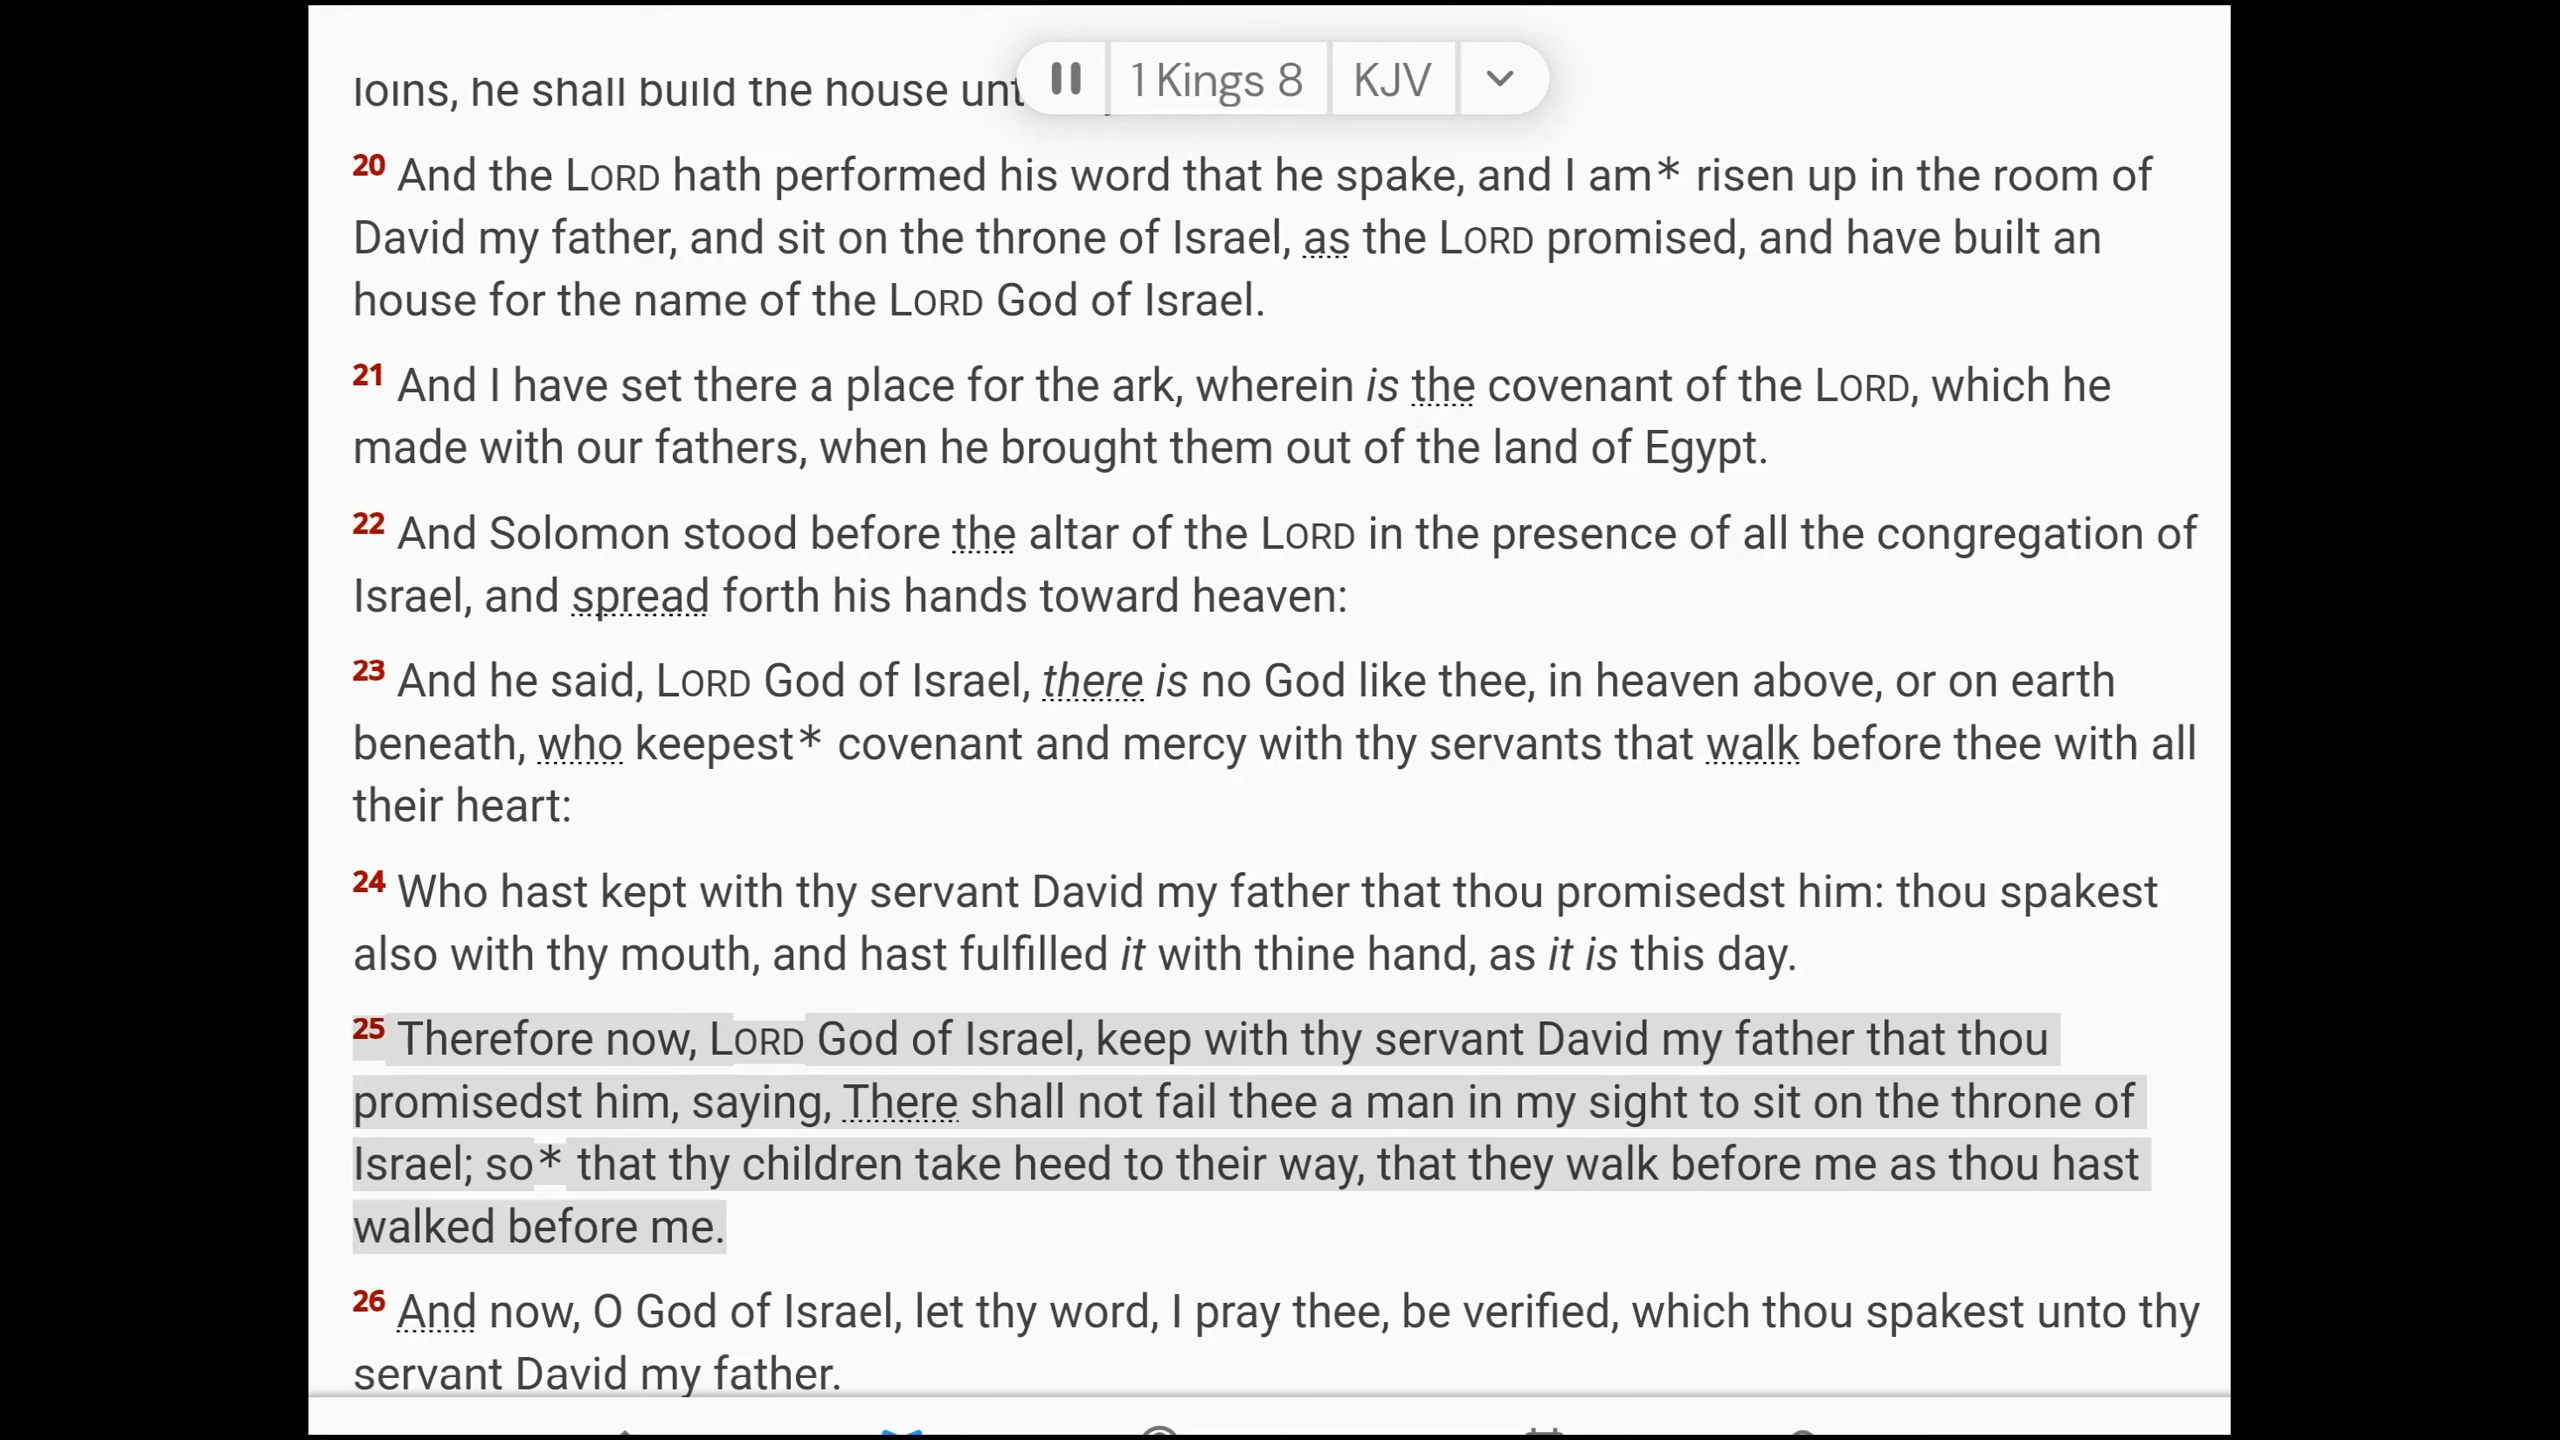 1 Kings 8 KJV
loins, he shall build the house
20 And the LORD hath performed his word that he spake, and I am* risen up in the room of
David my father, and sit on the throne of Israel, as the LORD promised, and have built an
house for the name of the LORD God of Israel.
21 And I have set there a place for the ark, wherein is the covenant of the LORD, which he
made with our fathers, when he brought them out of the land of Egypt.
22 And Solomon stood before the altar of the LORD in the presence of all the congregation of
Israel, and spread forth his hands toward heaven:
23 And he said, LORD God of Israel, there is no God like thee, in heaven above, or on earth
beneath, who keepest* covenant and mercy with thy servants that walk before thee with all
their heart:
24 Who hast kept with thy servant David my father that thou promisedst him: thou spakest
also with thy mouth, and hast fulfilled it with thine hand, as it is this day.
25 Therefore now, LORD God of Israel, keep with thy servant David my father that thou
promisedst him, saying, There shall not fail thee a man in my sight to sit on the throne of
Israel; so* that thy children take heed to their way, that they walk before me as thou hast
walked before me.
26 And now, O God of Israel, let thy word, I pray thee, be verified, which thou spakest unto thy
servant David my father.